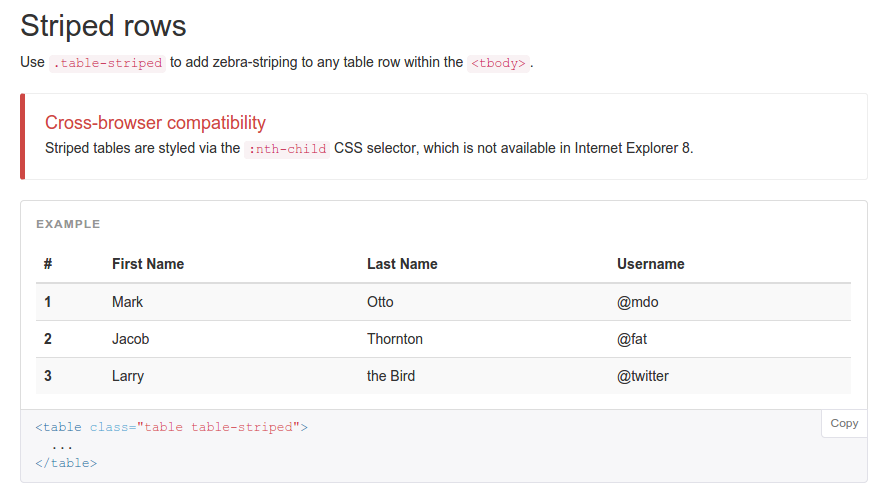 Striped rows
Use .table-striped to add zebra-striping to any table row within the <tbody>.
Cross-browser compatibility
Striped tables are styled via the :nth-child CSS selector, which is not available in Internet Explorer 8.
EXAMPLE
# First Name Last Name Username
1 Mark Otto @mdo
2 Jacob Thornton @fat
3 Larry the Bird @twitter
Copy
<table class="table table-striped">
...
</table>